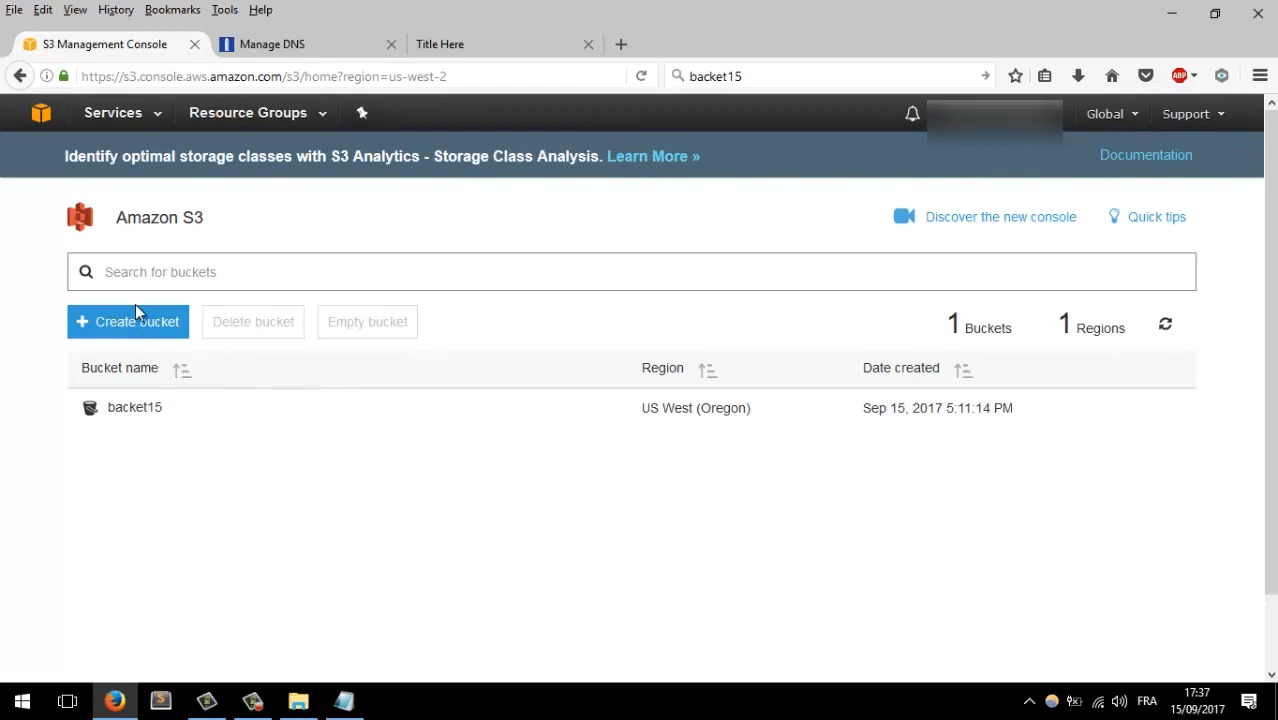 File Edit View History Bookmarks Tools Help
S3 Management Console Manage DNS Title Here
https://s3.console.aws.amazon.com/s3/home?region=us-west-2 backet15 ABP
Services Resource Groups Global Support
Identify optimal storage classes with S3 Analytics - Storage Class Analysis. Learn More » Documentation
Amazon S3 Discover the new console Quick tips
Search for buckets
+ Create bucket Delete bucket Empty bucket 1 Buckets 1 Regions
Bucket name Region Date created
backet15 US West (Oregon) Sep 15, 2017 5:11:14 PM
FRA 17:37
15/09/2017